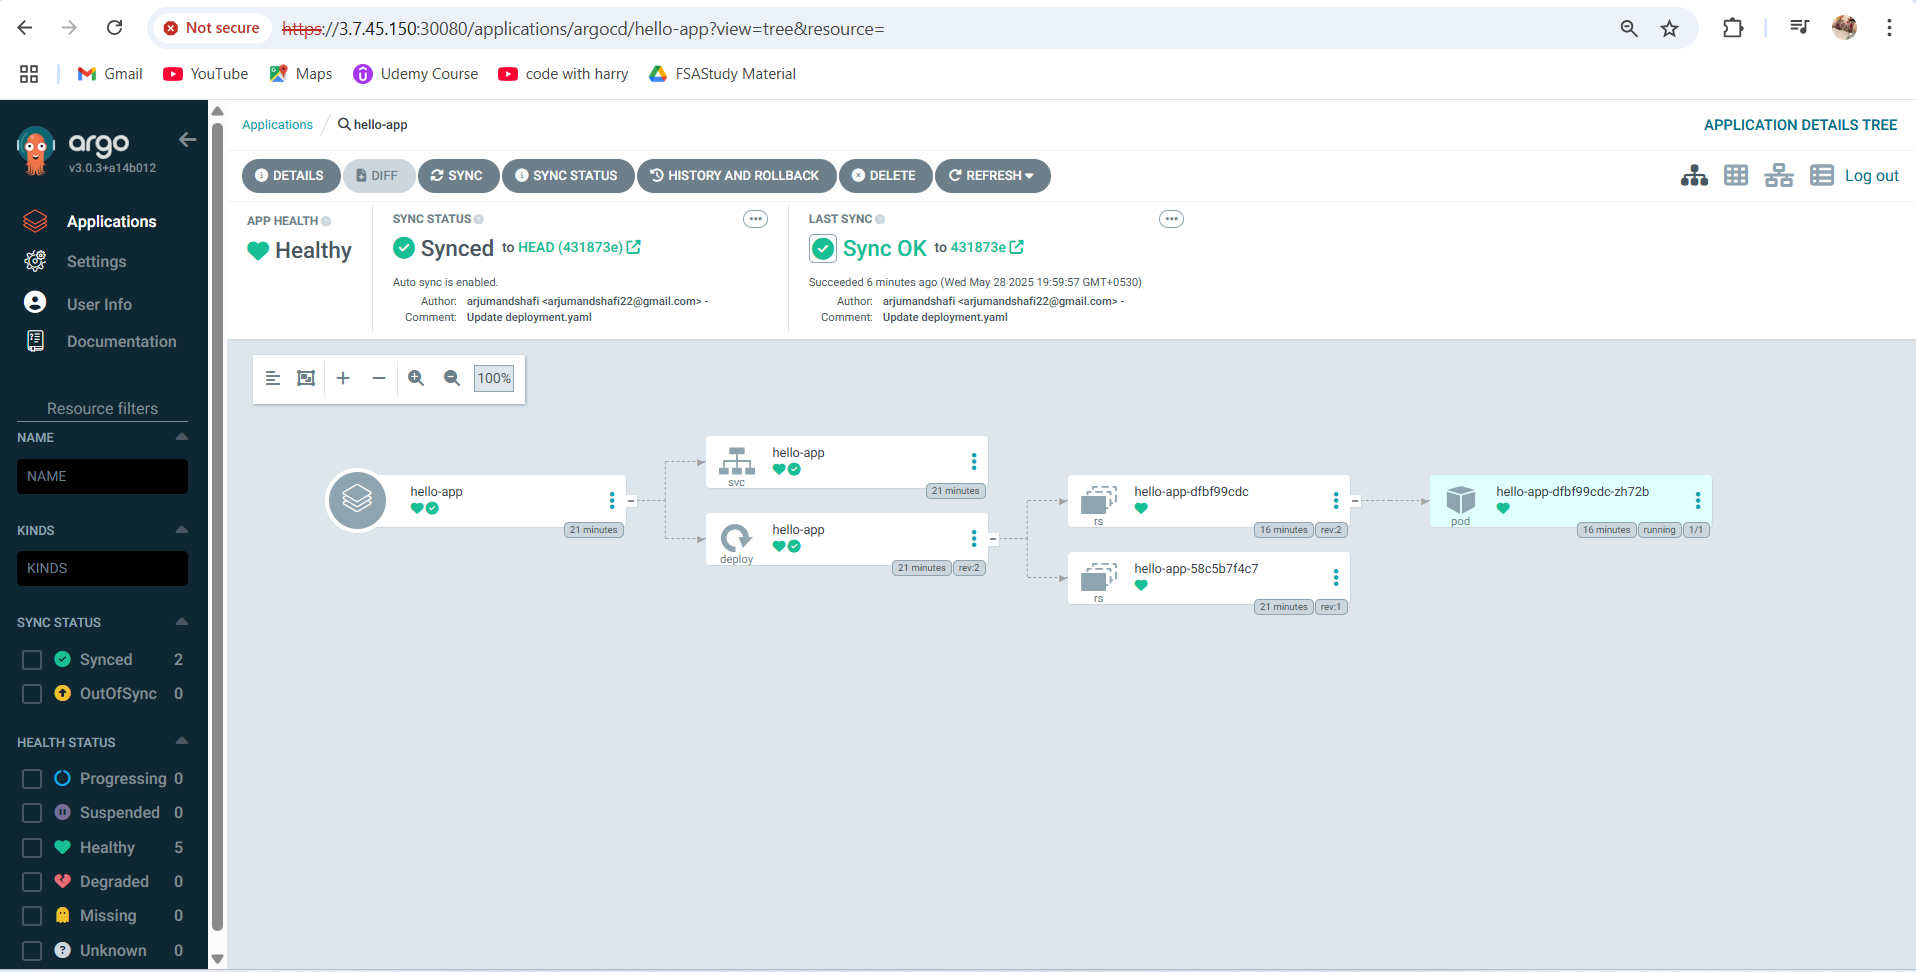 Not secure https://3.7.45.150:30080/applications/argocd/hello-app?view=tree&resource=
Gmail YouTube Maps Udemy Course code with harry FSAStudy Material
argo
v3.0.3+a14b012
Applications
Settings
User Info
Documentation
Resource filters
NAME
NAME
KINDS
KINDS
SYNC STATUS
Synced 2
OutOfSync 0
HEALTH STATUS
Progressing 0
Suspended 0
Healthy 5
Degraded 0
Missing 0
Unknown 0
Applications / hello-app
APPLICATION DETAILS TREE
DETAILS DIFF SYNC SYNC STATUS HISTORY AND ROLLBACK DELETE REFRESH
Log out
APP HEALTH
Healthy
SYNC STATUS
Synced to HEAD (431873e)
Auto sync is enabled.
Author: arjumandshafi <arjumandshafi22@gmail.com> -
Comment: Update deployment.yaml
LAST SYNC
Sync OK to 431873e
Succeeded 6 minutes ago (Wed May 28 2025 19:59:57 GMT+0530)
Author: arjumandshafi <arjumandshafi22@gmail.com> -
Comment: Update deployment.yaml
100%
hello-app
21 minutes
hello-app
svc
21 minutes
hello-app
deploy
21 minutes rev:2
hello-app-dfbf99cdc
rs
16 minutes rev:2
hello-app-58c5b7f4c7
rs
21 minutes rev:1
hello-app-dfbf99cdc-zh72b
pod
16 minutes running 1/1